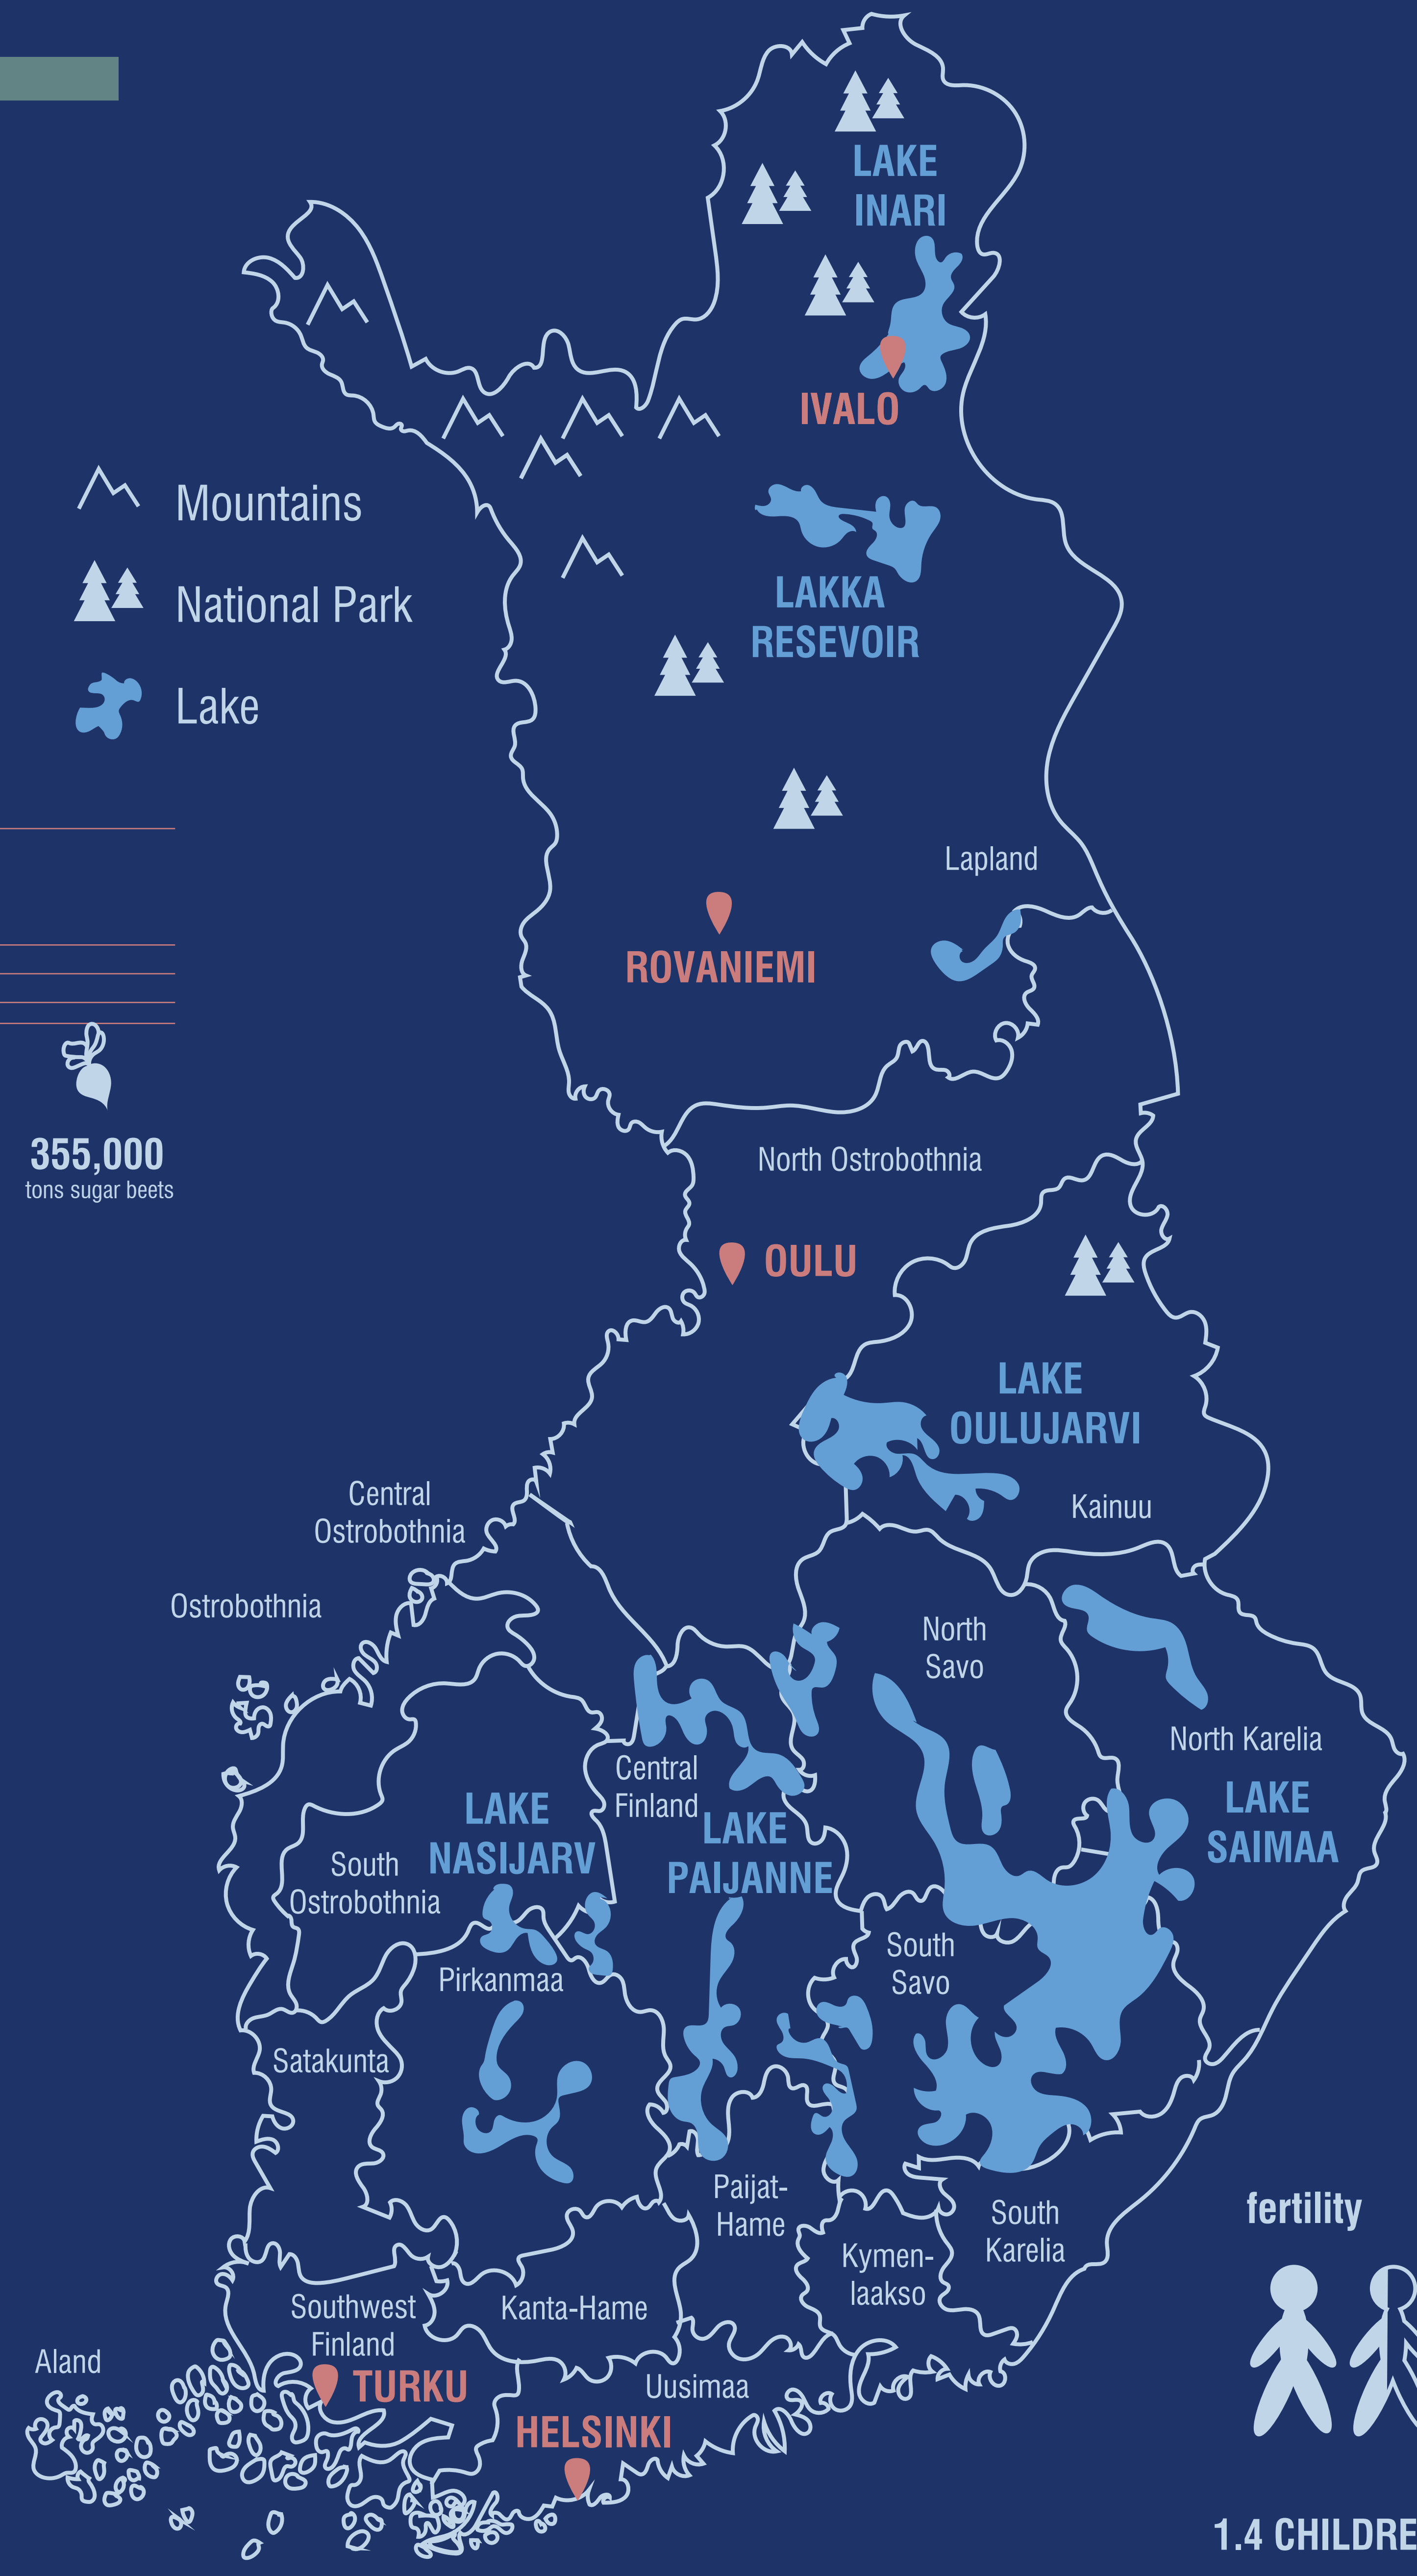 LAKE
INARI
IVALO
Mountains
National Park
Lake
LAKKA
RESEVOIR
Lapland
ROVANIEMI
355,000
tons sugar beets
North Ostrobothnia
OULU
LAKE
OULUJARVI
Kainuu
Central
Ostrobothnia
Ostrobothnia
North
Savo
North Karelia
LAKE
SAIMAA
Central
Finland
LAKE
NASIJARV
LAKE
PAIJANNE
South
Ostrobothnia
South
Savo
Pirkanmaa
Satakunta
Paijat-
Hame
South
Karelia
Kymen-
laakso
fertility
Southwest
Finland
Kanta-Hame
Aland
TURKU
Uusimaa
HELSINKI
1.4 CHILDRE